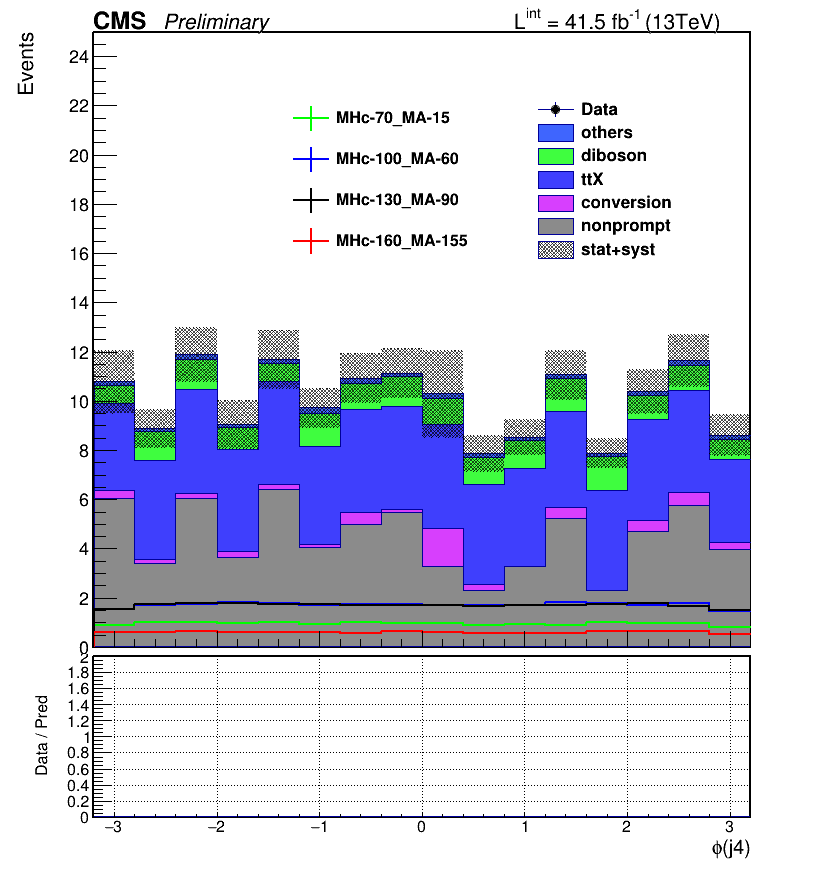 CMS Preliminary L^int = 41.5 fb^-1 (13TeV)
Events
24
22
20
18
16
14
12
10
8
6
4
2
0
MHc-70_MA-15
MHc-100_MA-60
MHc-130_MA-90
MHc-160_MA-155
Data
others
diboson
ttX
conversion
nonprompt
stat+syst
Data / Pred
2
1.8
1.6
1.4
1.2
1
0.8
0.6
0.4
0.2
0
−3 −2 −1 0 1 2 3
ϕ(j4)